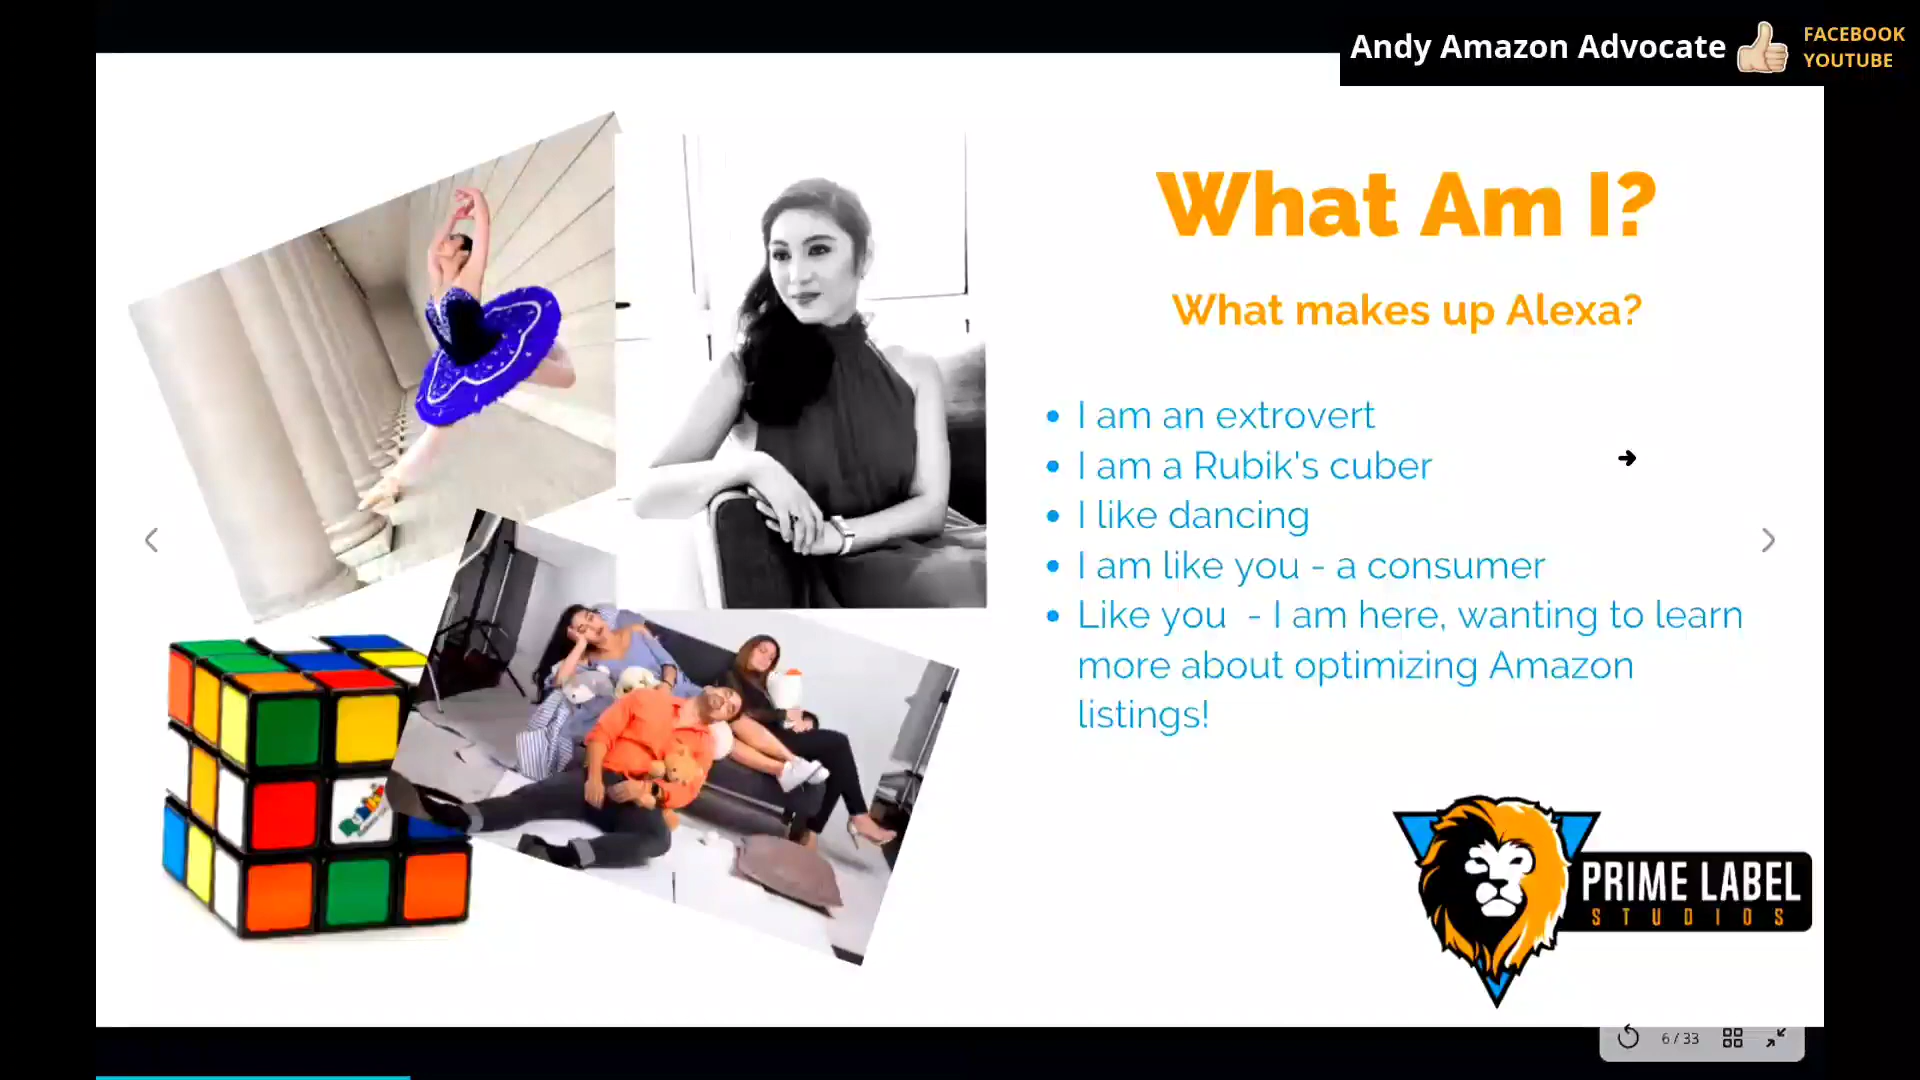 Andy Amazon Advocate
FACEBOOK
YOUTUBE
What Am I?
What makes up Alexa?
• I am an extrovert
• I am a Rubik's cuber
• I like dancing
• I am like you - a consumer
• Like you - I am here, wanting to learn
more about optimizing Amazon
listings!
PRIME LABEL
STUDIOS
6 / 33